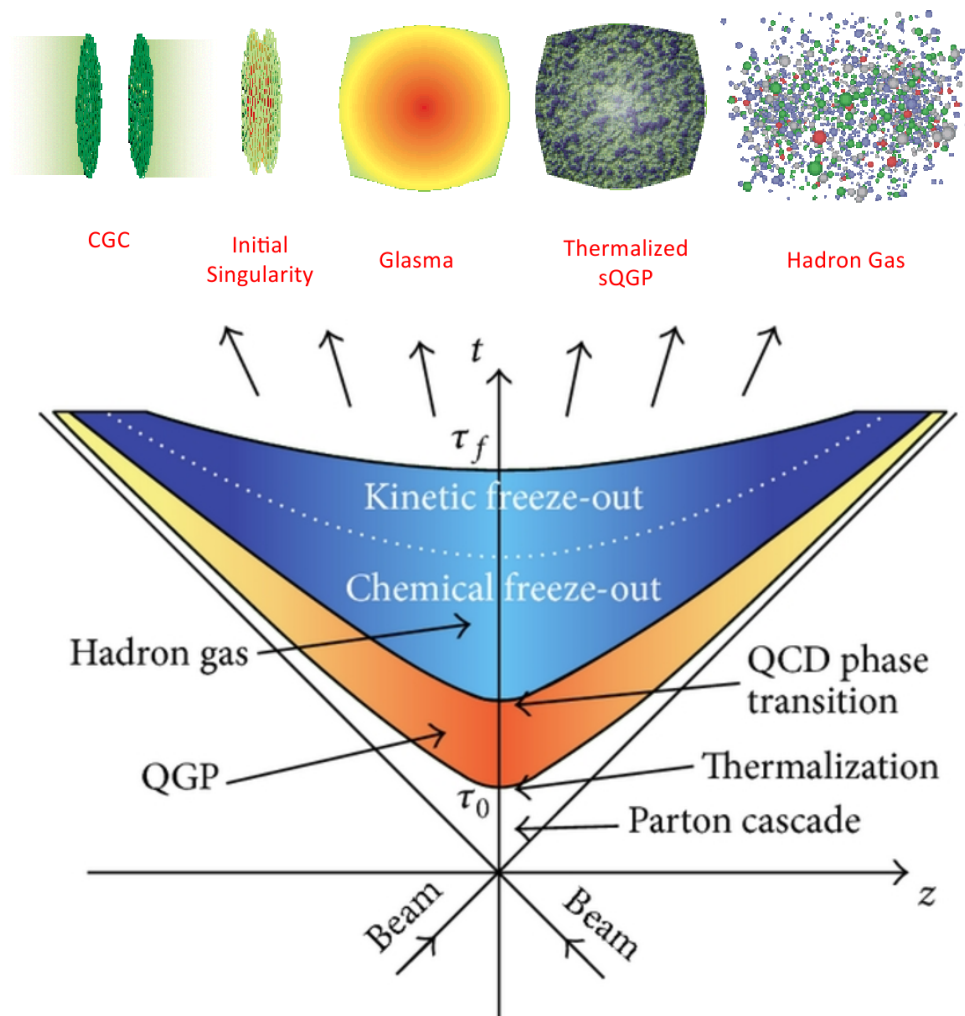 CGC
Initial
Singularity
Glasma
Thermalized
sQGP
Hadron Gas
t
τf
Kinetic freeze-out
Chemical freeze-out
Hadron gas
QCD phase
transition
QGP
Thermalization
τ0
Parton cascade
z
Beam
Beam